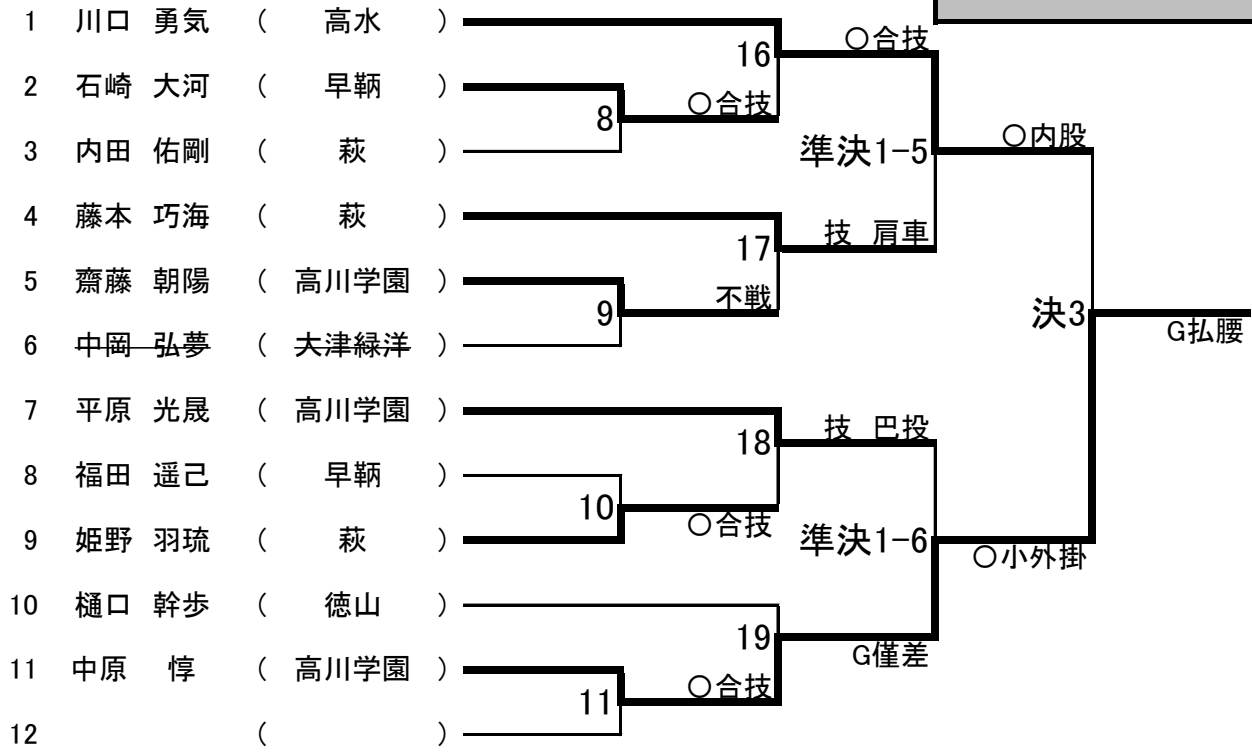 1 川口 勇気 ( 高水 )
16
○合技
2 石崎 大河 ( 早鞆 )
8
○合技
3 内田 佑剛 ( 萩 )
準決1-5
○内股
4 藤本 巧海 ( 萩 )
17
技 肩車
5 齋藤 朝陽 ( 高川学園 )
9
不戦
決3
G払腰
6 中岡 弘夢 ( 大津緑洋 )
7 平原 光晟 ( 高川学園 )
18
技 巴投
8 福田 遥己 ( 早鞆 )
10
○合技
9 姫野 羽琉 ( 萩 )
準決1-6
○小外掛
10 樋口 幹歩 ( 徳山 )
19
G僅差
11 中原 惇 ( 高川学園 )
11
○合技
12 ( )